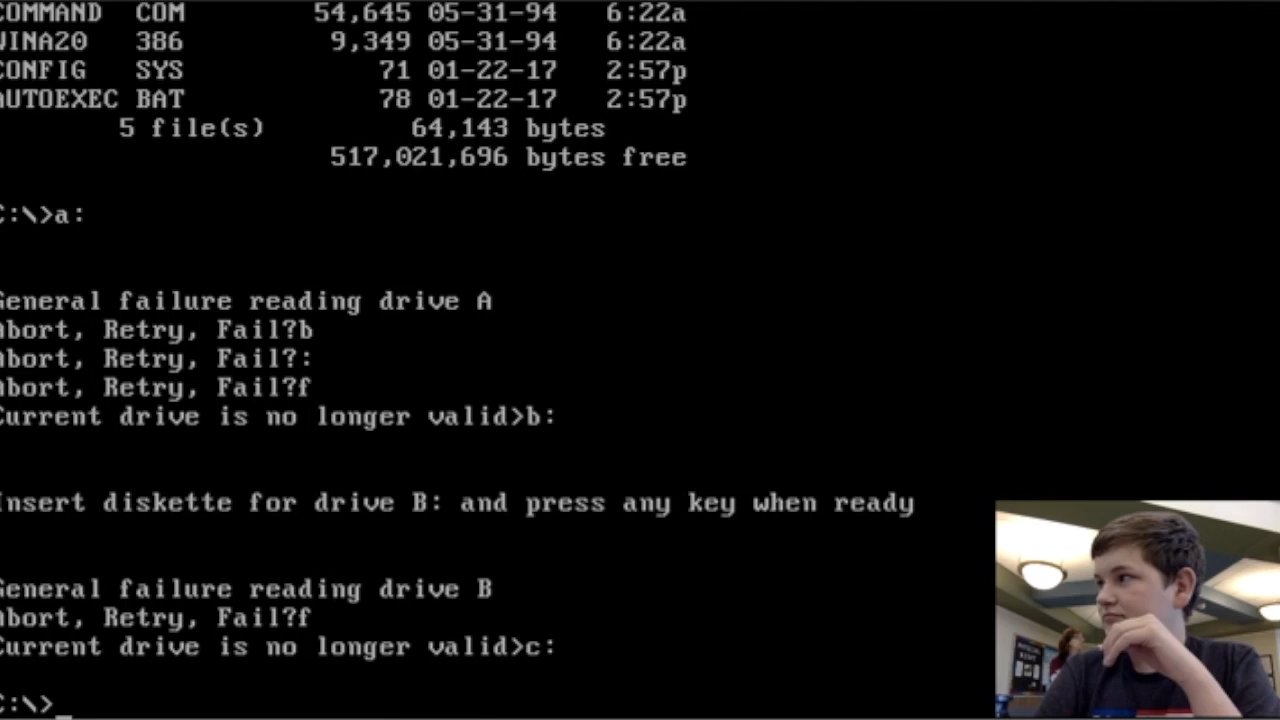 COMMAND COM 54,645 05-31-94 6:22a
WINA20 386 9,349 05-31-94 6:22a
CONFIG SYS 71 01-22-17 2:57p
AUTOEXEC BAT 78 01-22-17 2:57p
5 file(s) 64,143 bytes
517,021,696 bytes free
C:\>a:
General failure reading drive A
Abort, Retry, Fail?b
Abort, Retry, Fail?:
Abort, Retry, Fail?f
Current drive is no longer valid>b:
Insert diskette for drive B: and press any key when ready
General failure reading drive B
Abort, Retry, Fail?f
Current drive is no longer valid>c:
C:\>_